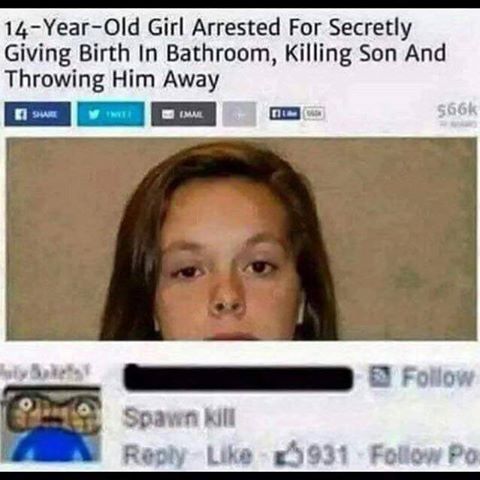 14-Year-Old Girl Arrested For Secretly
Giving Birth In Bathroom, Killing Son And
Throwing Him Away
SHARE TWEET EMAIL + Like 566k
566k
Follow
Spawn kill
Reply Like 931 Follow Po